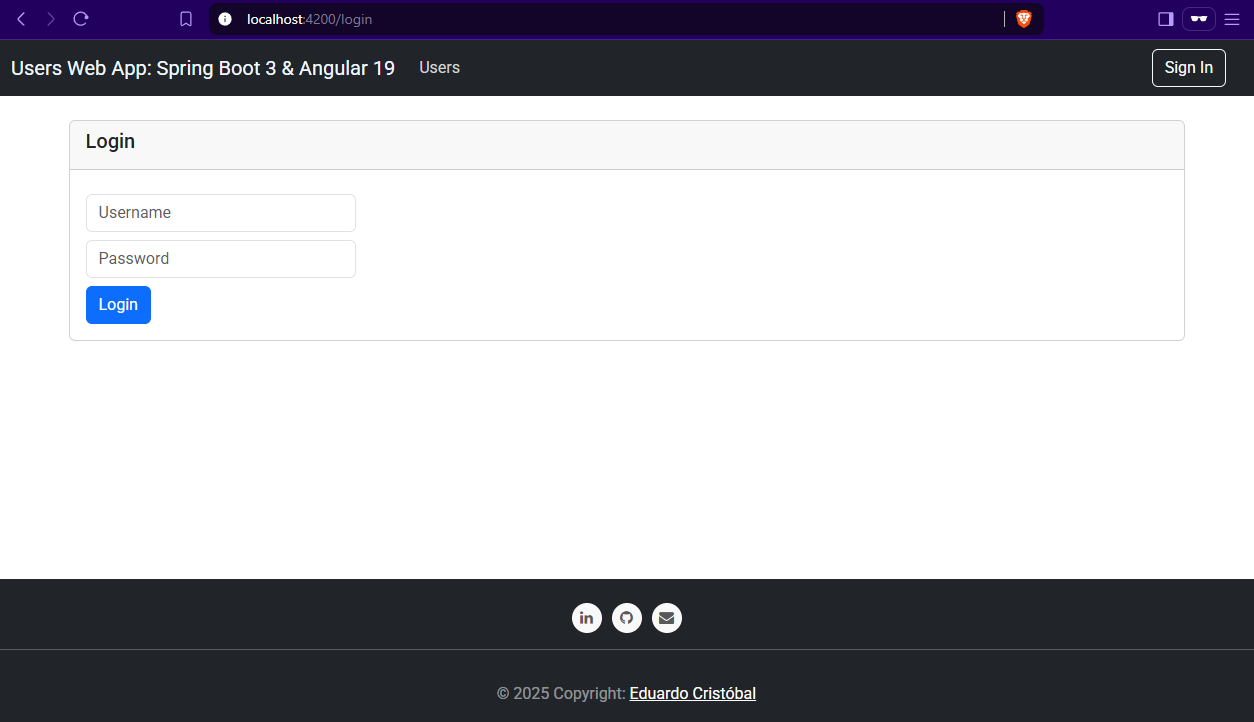 localhost:4200/login
Users Web App: Spring Boot 3 & Angular 19 Users Sign In
Login
Username
Password
Login
in
© 2025 Copyright: Eduardo Cristóbal